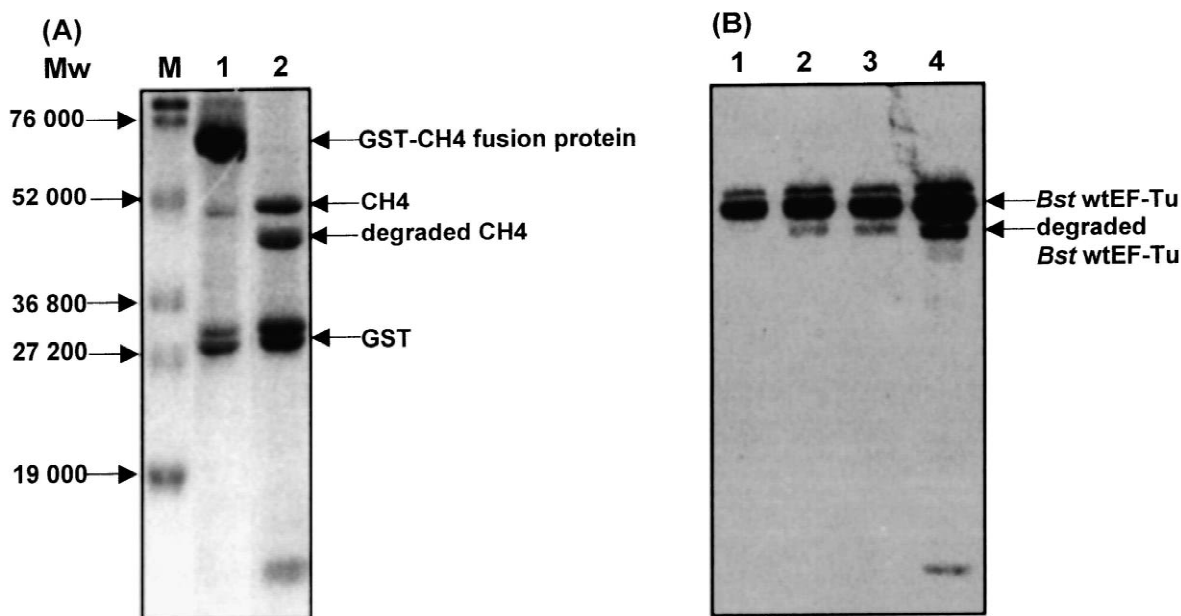 (A)
Mw M 1 2
76 000
GST-CH4 fusion protein
52 000
CH4
degraded CH4
36 800
GST
27 200
19 000
(B)
1 2 3 4
Bst wtEF-Tu
degraded
Bst wtEF-Tu